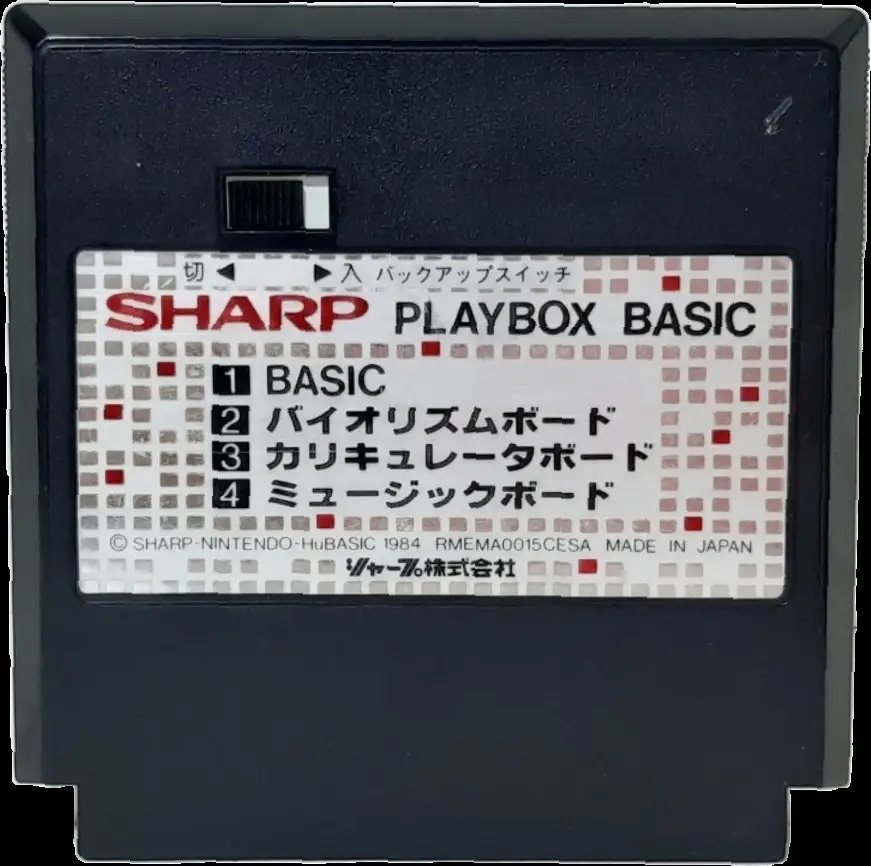 切 ◀ ▶ 入 バックアップスイッチ
SHARP PLAYBOX BASIC
1 BASIC
2 バイオリズムボード
3 カリキュレータボード
4 ミュージックボード
© SHARP-NINTENDO-HuBASIC 1984 RMEMA0015CESA MADE IN JAPAN
シャープ株式会社